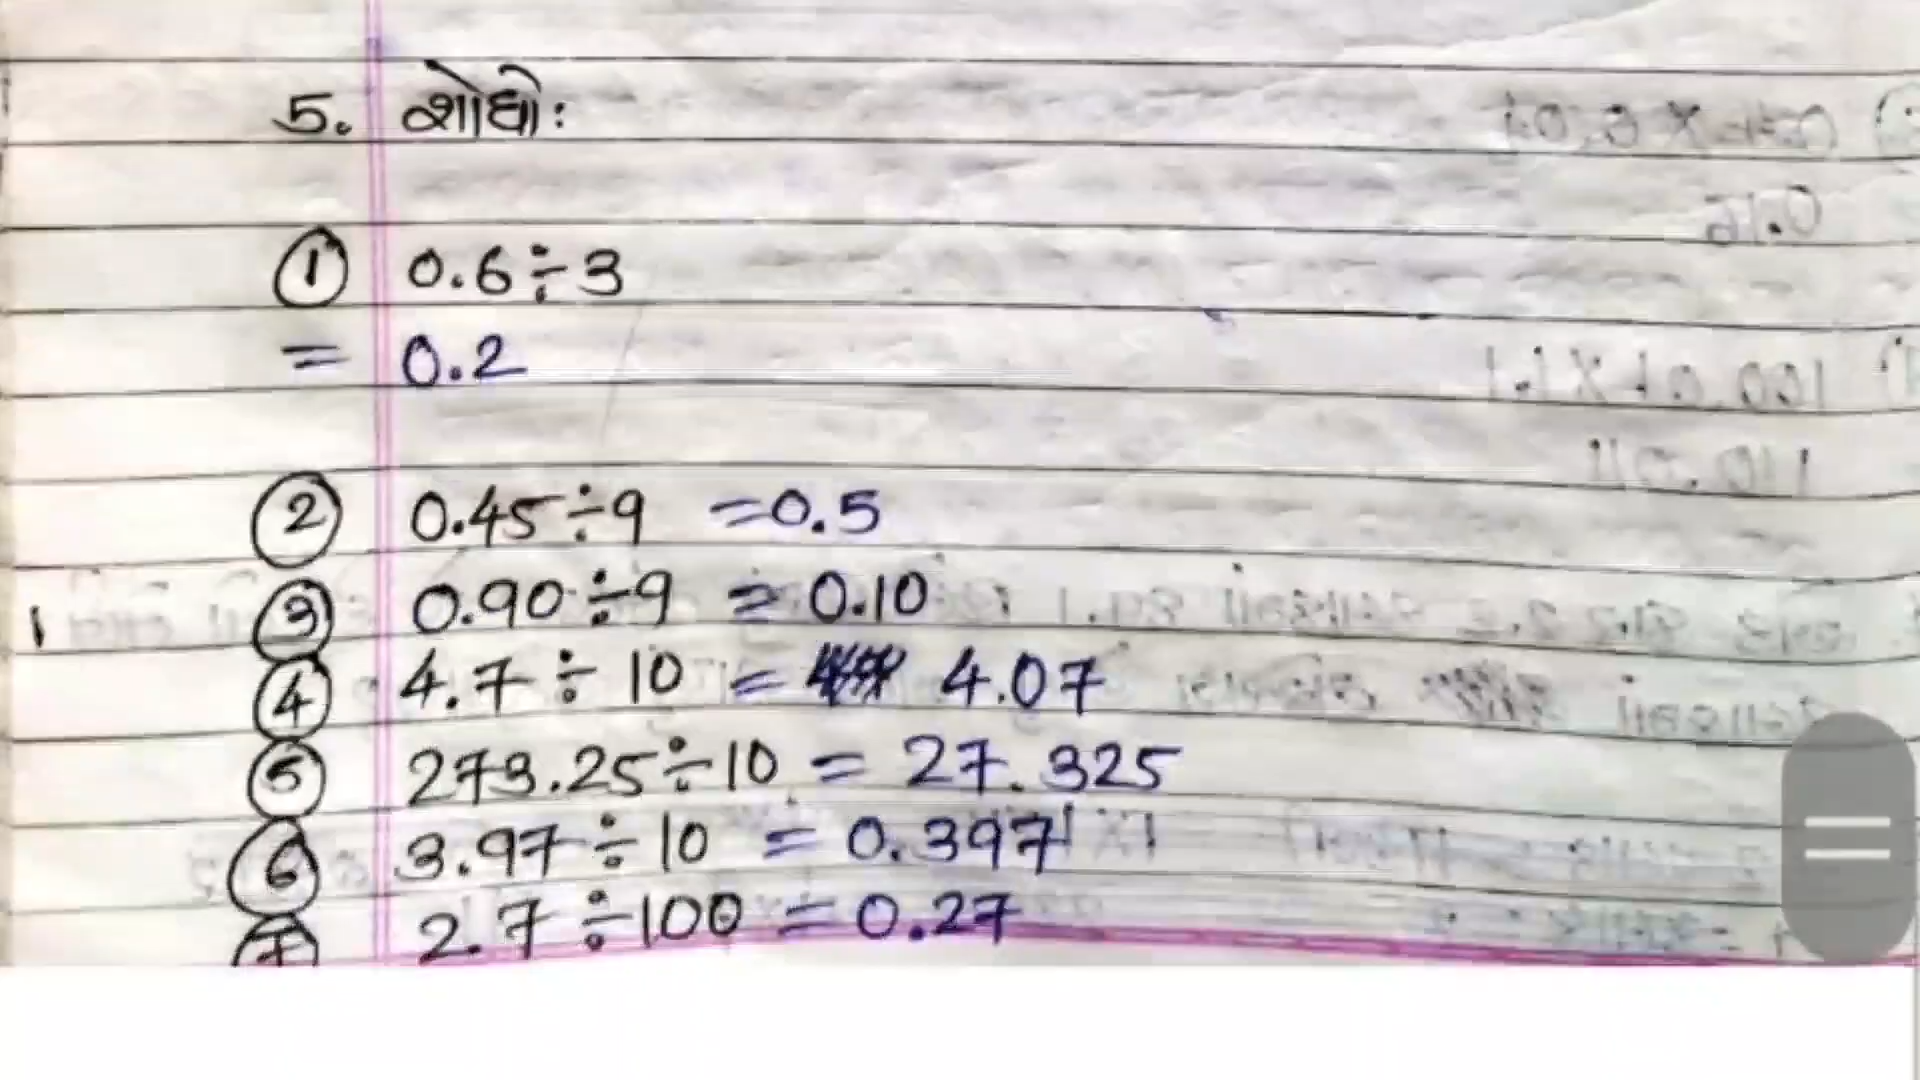 5. શોધો:
① 0.6 ÷ 3
= 0.2
② 0.45 ÷ 9 = 0.5
③ 0.90 ÷ 9 = 0.10
④ 4.7 ÷ 10 = 4.07
⑤ 273.25 ÷ 10 = 27.325
⑥ 3.97 ÷ 10 = 0.397
⑦ 2.7 ÷ 100 = 0.27